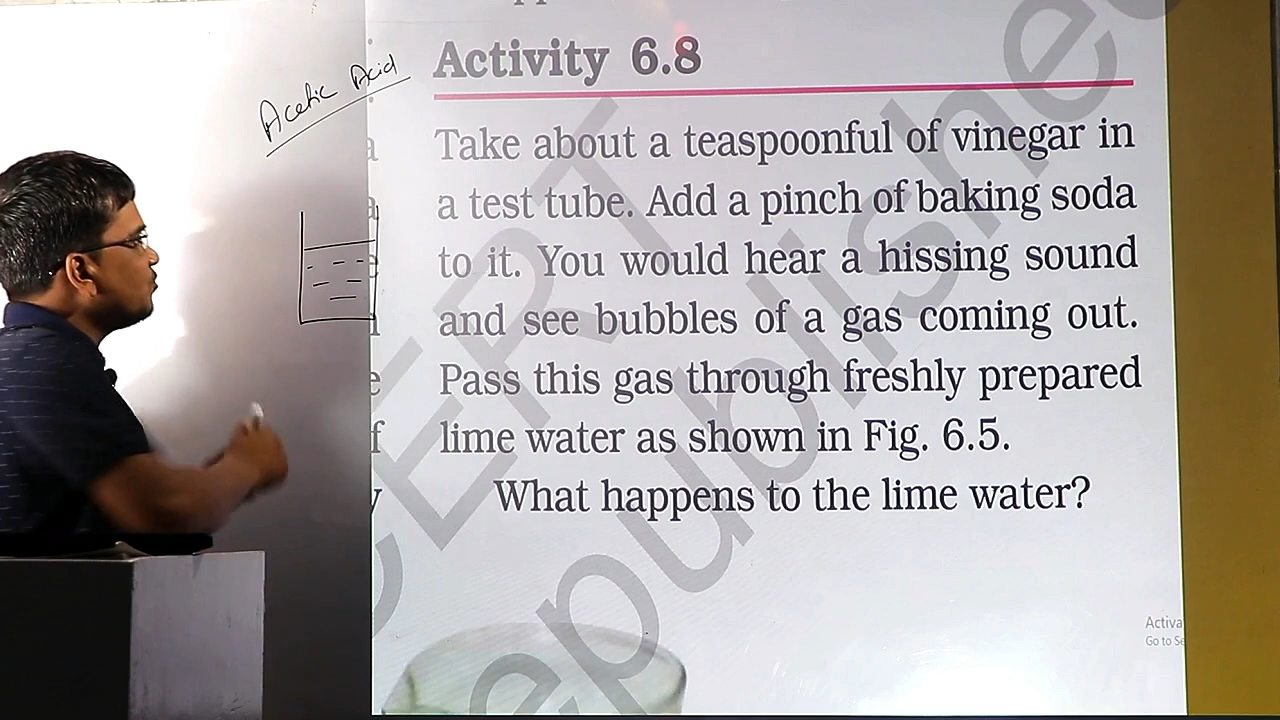 Activity 6.8
Acetic Acid
Take about a teaspoonful of vinegar in
a test tube. Add a pinch of baking soda
to it. You would hear a hissing sound
and see bubbles of a gas coming out.
Pass this gas through freshly prepared
lime water as shown in Fig. 6.5.
What happens to the lime water?